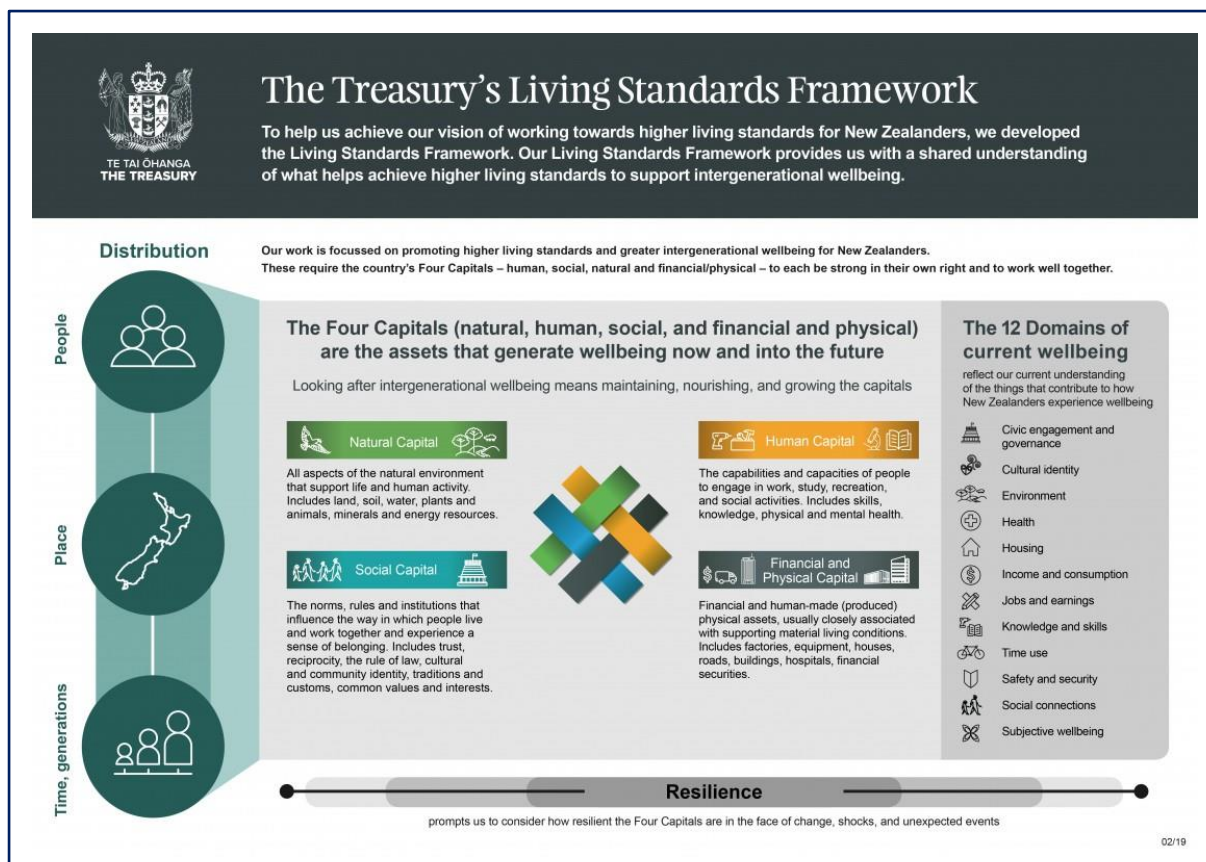 TE TAI ŌHANGA
THE TREASURY
The Treasury's Living Standards Framework
To help us achieve our vision of working towards higher living standards for New Zealanders, we developed
the Living Standards Framework. Our Living Standards Framework provides us with a shared understanding
of what helps achieve higher living standards to support intergenerational wellbeing.
Distribution
People
Place
Time, generations
Our work is focussed on promoting higher living standards and greater intergenerational wellbeing for New Zealanders.
These require the country's Four Capitals – human, social, natural and financial/physical – to each be strong in their own right and to work well together.
The Four Capitals (natural, human, social, and financial and physical)
are the assets that generate wellbeing now and into the future
Looking after intergenerational wellbeing means maintaining, nourishing, and growing the capitals
Natural Capital
All aspects of the natural environment
that support life and human activity.
Includes land, soil, water, plants and
animals, minerals and energy resources.
Human Capital
The capabilities and capacities of people
to engage in work, study, recreation,
and social activities. Includes skills,
knowledge, physical and mental health.
Social Capital
The norms, rules and institutions that
influence the way in which people live
and work together and experience a
sense of belonging. Includes trust,
reciprocity, the rule of law, cultural
and community identity, traditions and
customs, common values and interests.
Financial and
Physical Capital
Financial and human-made (produced)
physical assets, usually closely associated
with supporting material living conditions.
Includes factories, equipment, houses,
roads, buildings, hospitals, financial
securities.
The 12 Domains of
current wellbeing
reflect our current understanding
of the things that contribute to how
New Zealanders experience wellbeing
Civic engagement and
governance
Cultural identity
Environment
Health
Housing
Income and consumption
Jobs and earnings
Knowledge and skills
Time use
Safety and security
Social connections
Subjective wellbeing
Resilience
prompts us to consider how resilient the Four Capitals are in the face of change, shocks, and unexpected events
02/19